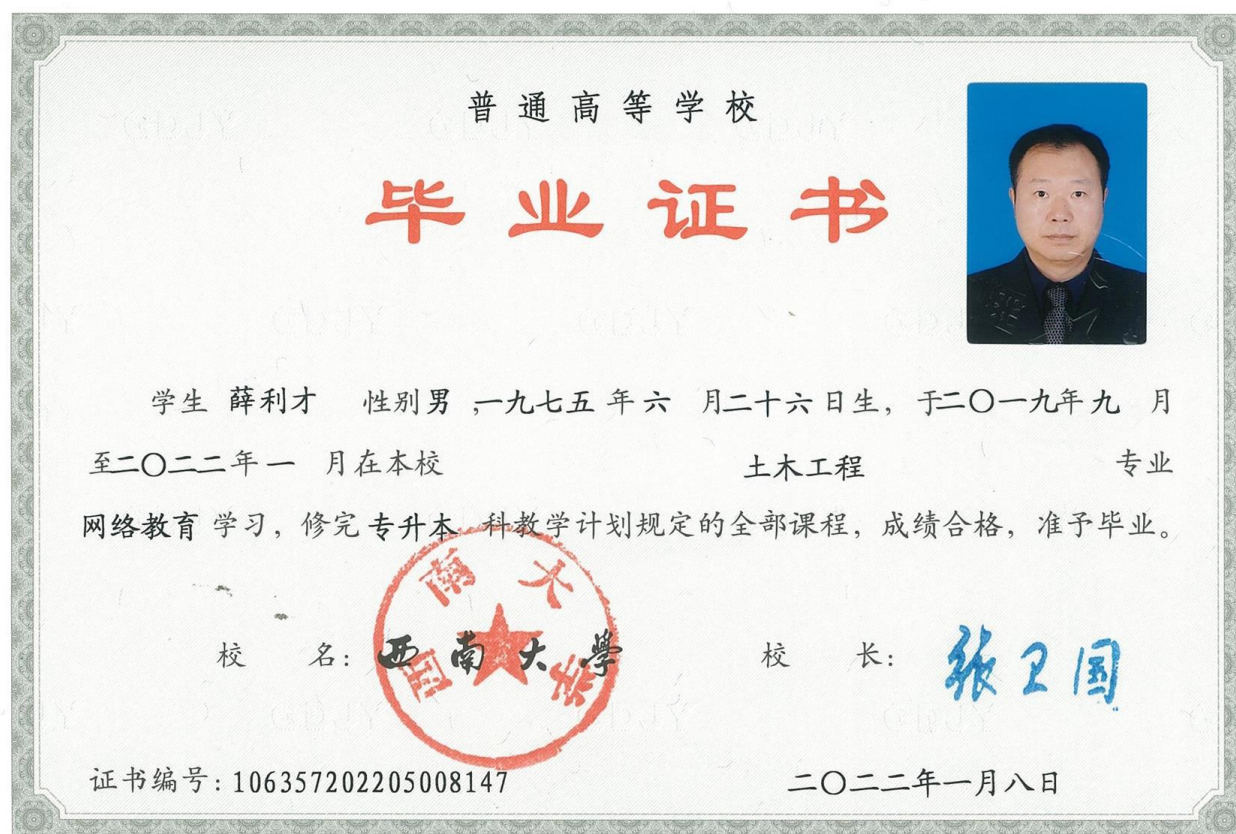 普通高等学校
毕业证书
学生 薛利才 性别 男 ,一九七五 年 六 月二十六日生，于二〇一九年 九 月
至二〇二二年 一 月在本校 土木工程 专业
网络教育 学习，修完 专升本 科教学计划规定的全部课程，成绩合格，准予毕业。
校 名：西南大學 校 长：张卫国
西南大学
证书编号：106357202205008147 二〇二二年一月八日